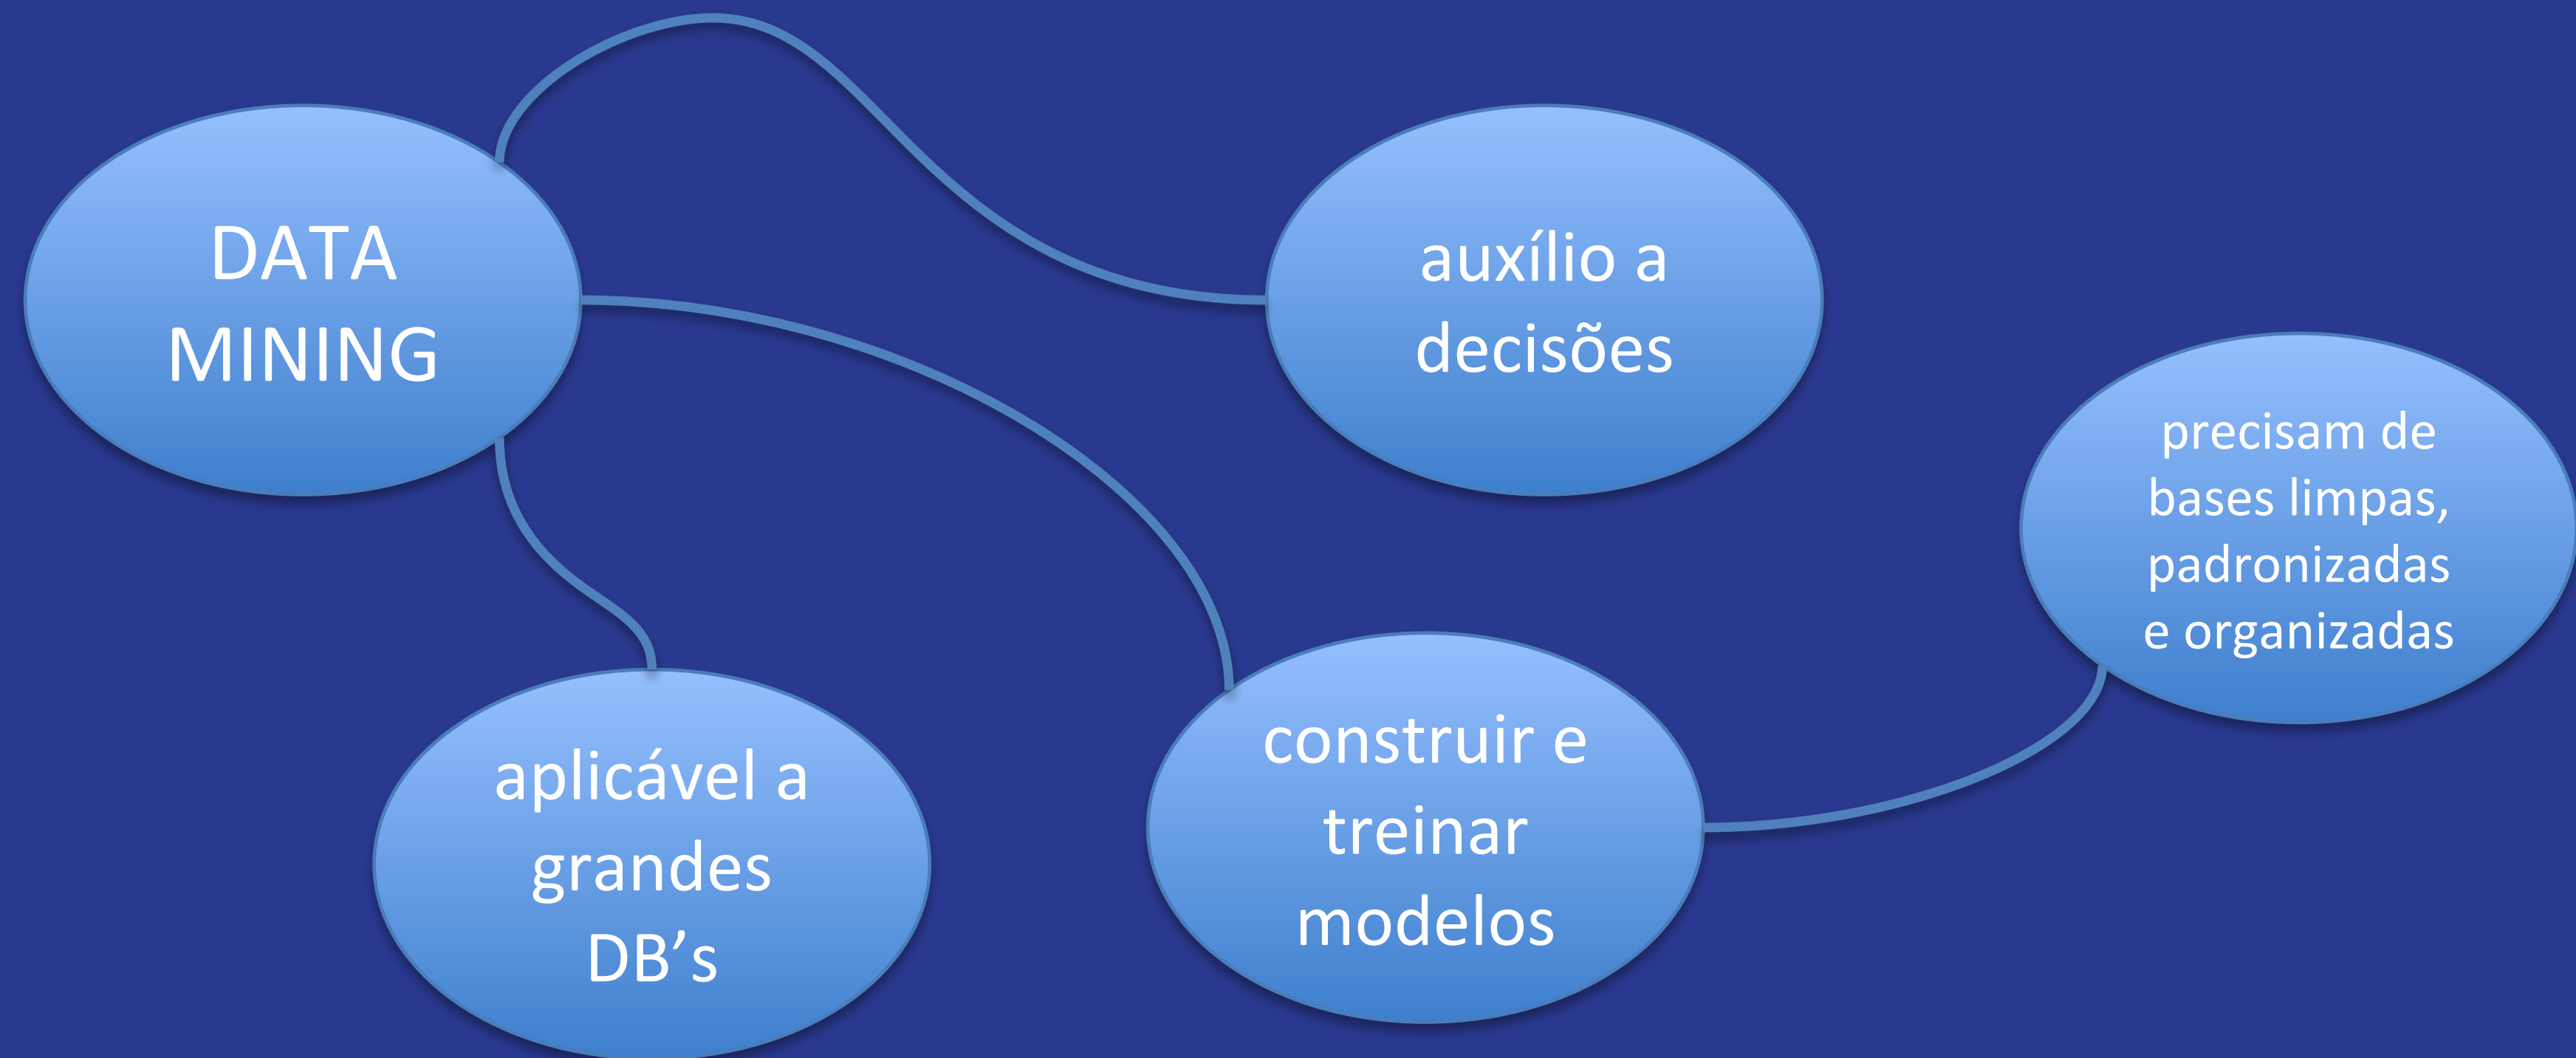 DATA
MINING
auxílio a
decisões
precisam de
bases limpas,
padronizadas
e organizadas
aplicável a
grandes
DB’s
construir e
treinar
modelos